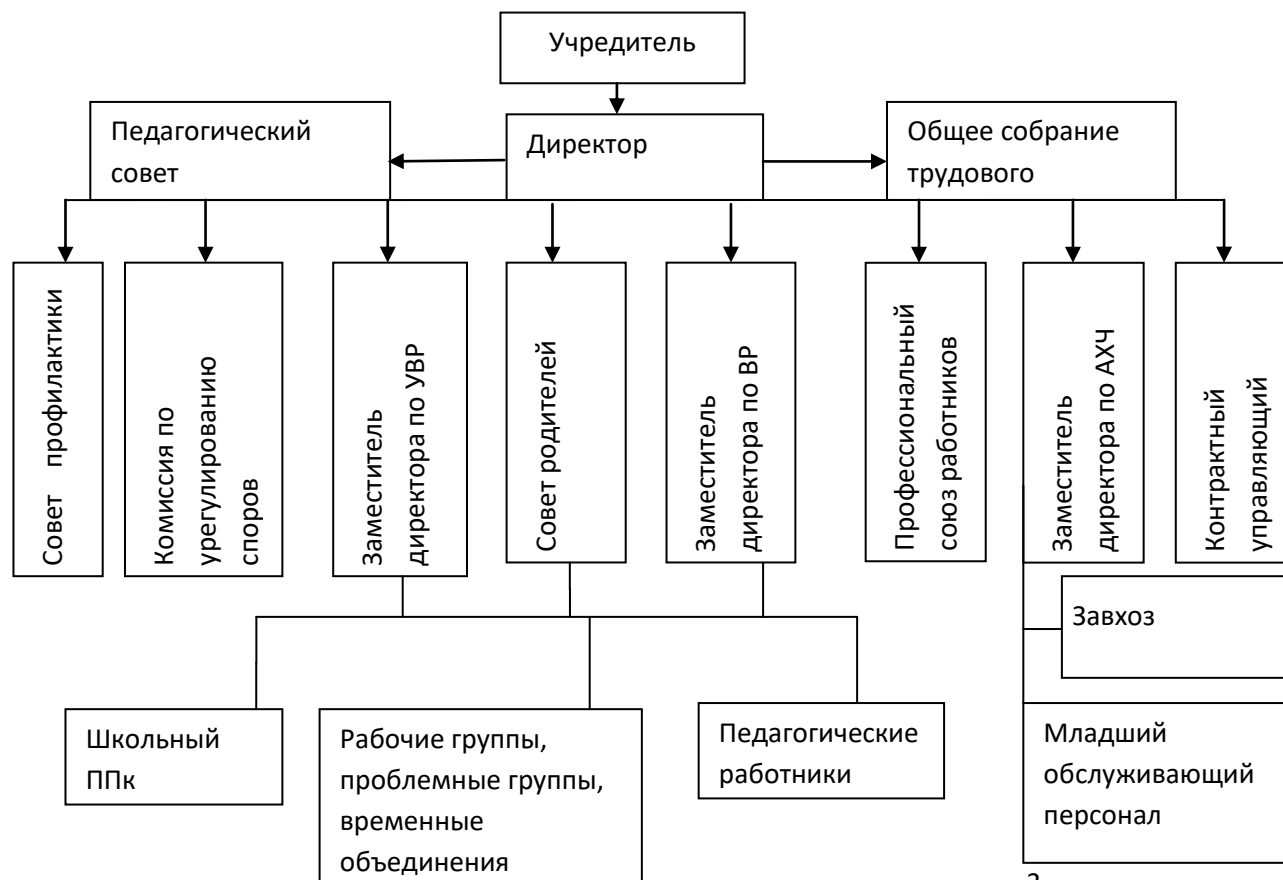 Учредитель
Педагогический
совет
Директор
Общее собрание
трудового
Совет профилактики
Комиссия по
урегулированию
споров
Заместитель
директора по УВР
Совет родителей
Заместитель
директора по ВР
Профессиональный
союз работников
Заместитель
директора по АХЧ
Контрактный
управляющий
Завхоз
Школьный
ППк
Рабочие группы,
проблемные группы,
временные
объединения
Педагогические
работники
Младший
обслуживающий
персонал